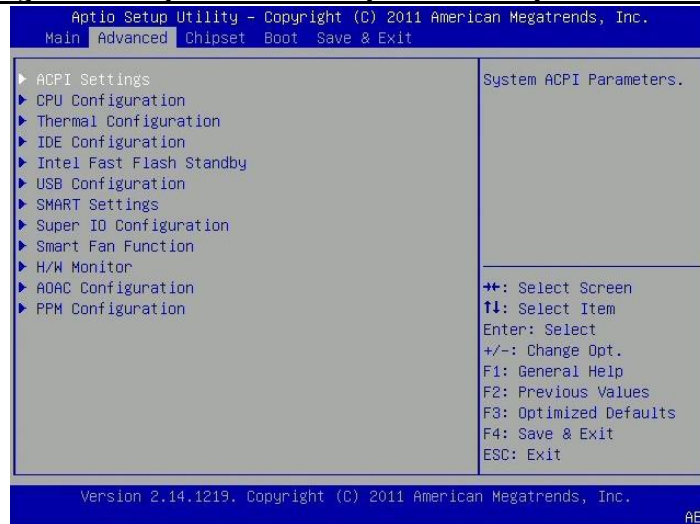 Aptio Setup Utility – Copyright (C) 2011 American Megatrends, Inc.
Main Advanced Chipset Boot Save & Exit
ACPI Settings
CPU Configuration
Thermal Configuration
IDE Configuration
Intel Fast Flash Standby
USB Configuration
SMART Settings
Super IO Configuration
Smart Fan Function
H/W Monitor
AOAC Configuration
PPM Configuration
System ACPI Parameters.
→←: Select Screen
↑↓: Select Item
Enter: Select
+/-: Change Opt.
F1: General Help
F2: Previous Values
F3: Optimized Defaults
F4: Save & Exit
ESC: Exit
Version 2.14.1219. Copyright (C) 2011 American Megatrends, Inc.
AE